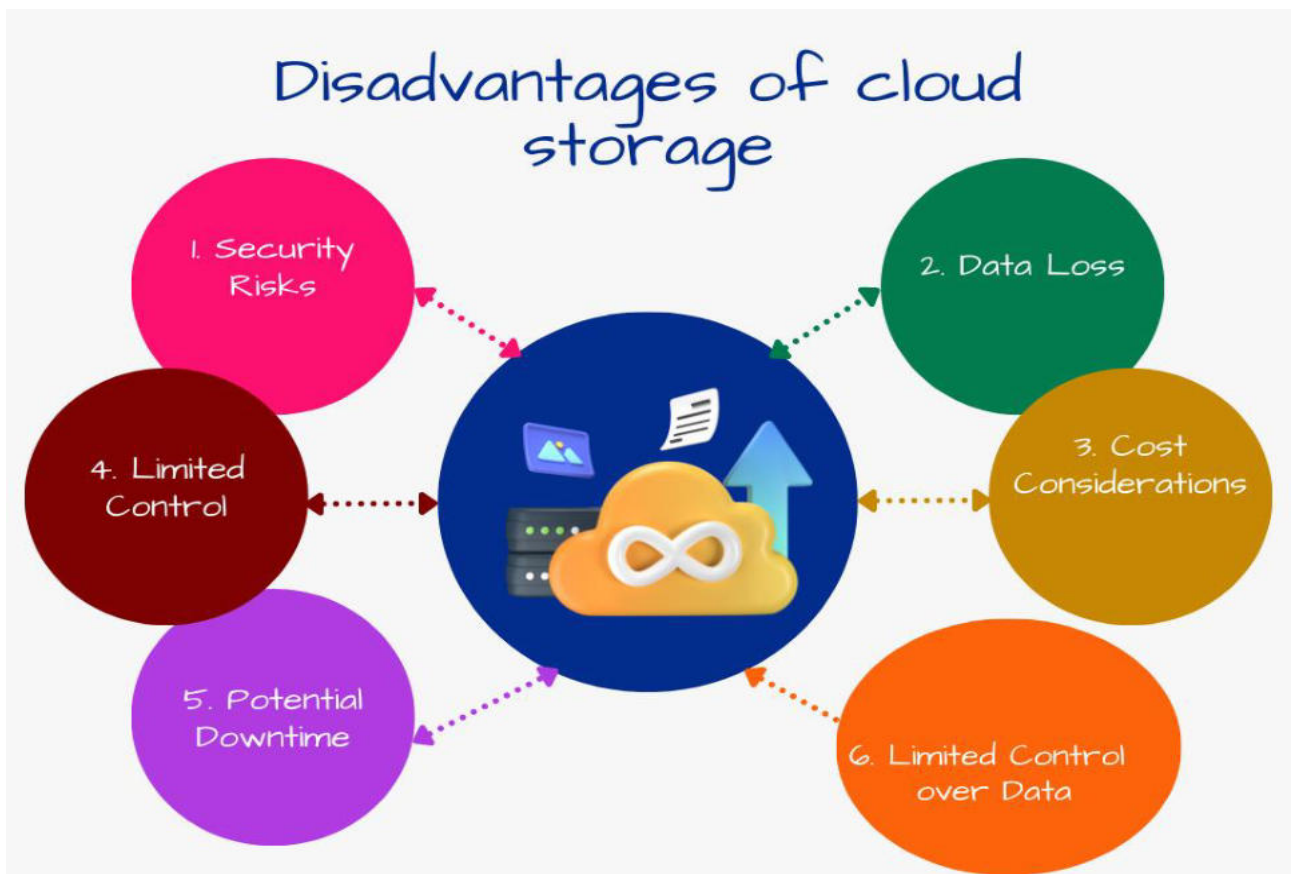 Disadvantages of cloud
storage
1. Security
Risks
2. Data Loss
3. Cost
Considerations
4. Limited
Control
5. Potential
Downtime
6. Limited Control
over Data